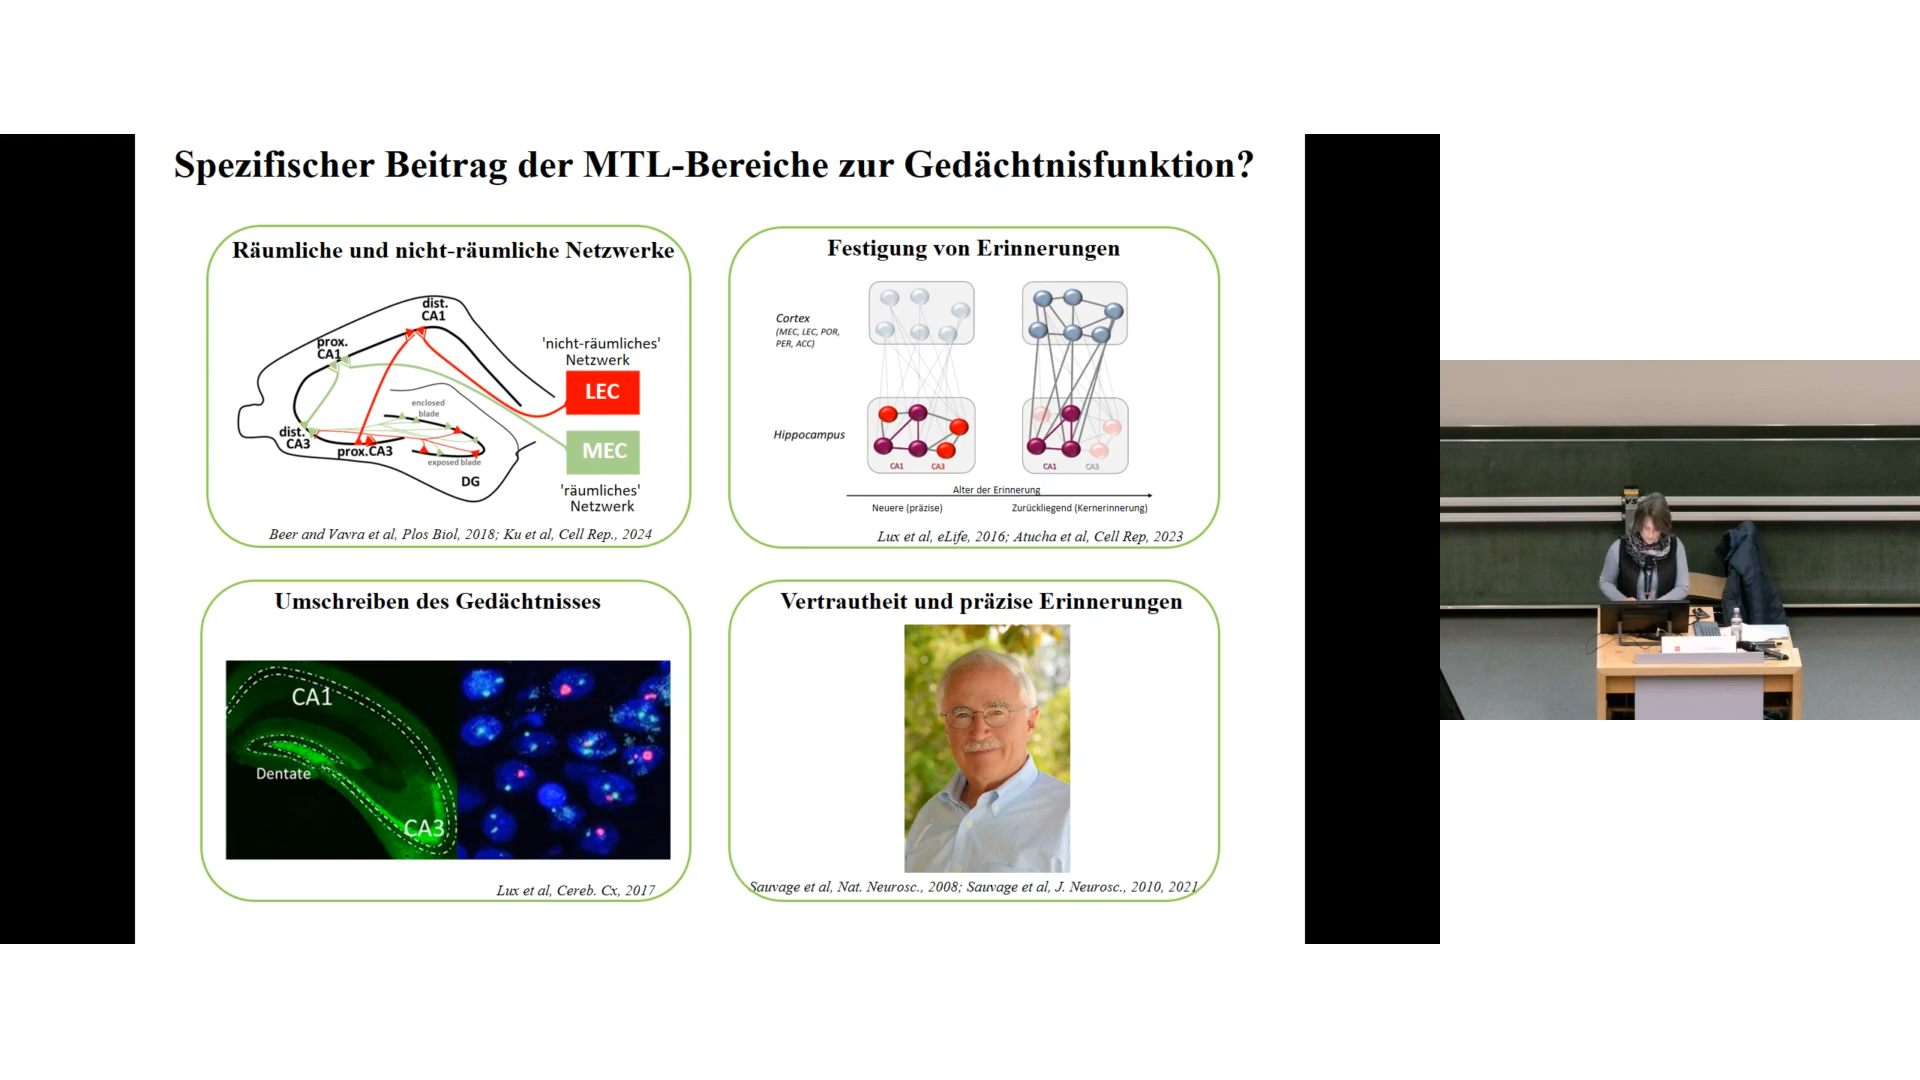 Spezifischer Beitrag der MTL-Bereiche zur Gedächtnisfunktion?
Räumliche und nicht-räumliche Netzwerke
dist.
CA1
prox.
CA1
'nicht-räumliches'
Netzwerk
LEC
enclosed
blade
dist.
CA3
prox.CA3
exposed blade
DG
MEC
'räumliches'
Netzwerk
Beer and Vavra et al, Plos Biol, 2018; Ku et al, Cell Rep., 2024
Festigung von Erinnerungen
Cortex
(MEC, LEC, POR,
PER, ACC)
Hippocampus
CA1 CA3
CA1 CA3
Alter der Erinnerung
Neuere (präzise) Zurückliegend (Kernerinnerung)
Lux et al, eLife, 2016; Atucha et al, Cell Rep, 2023
Umschreiben des Gedächtnisses
CA1
Dentate
CA3
Lux et al, Cereb. Cx, 2017
Vertrautheit und präzise Erinnerungen
Sauvage et al, Nat. Neurosc., 2008; Sauvage et al, J. Neurosc., 2010, 2021